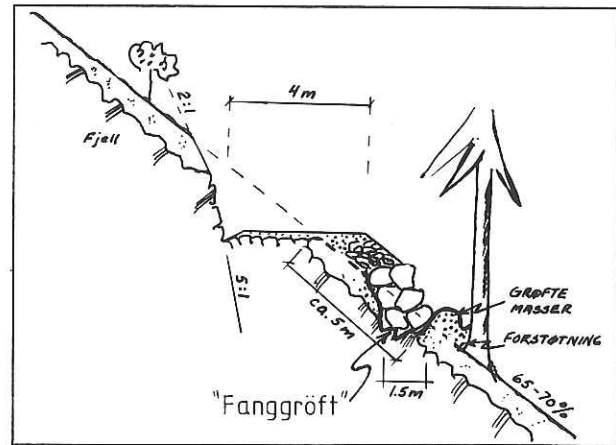 2:1
4m
Fjell
5:1
ca. 5m
GRØFTE
MASSER
FORSTØTNING
65-70%
1.5m
"Fanggröft"